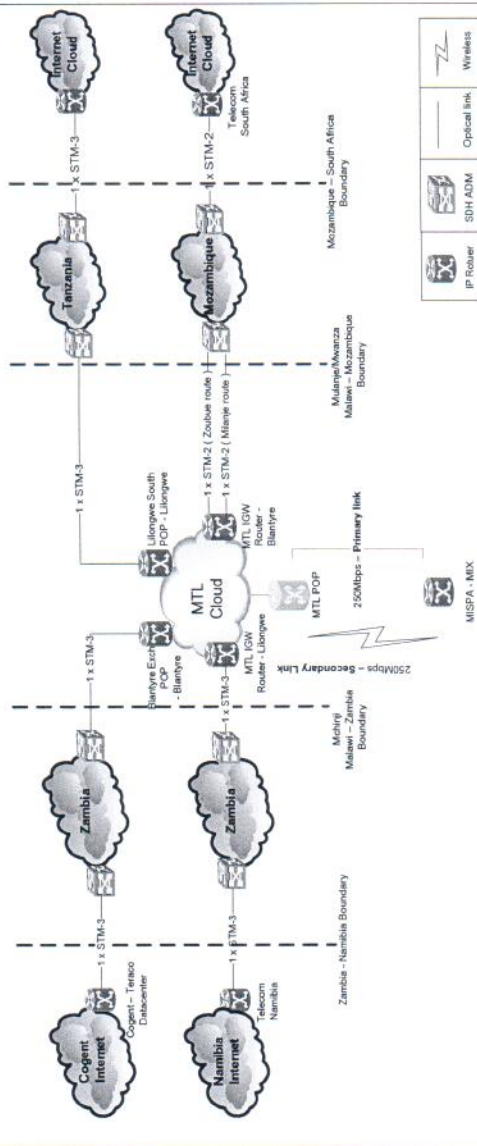 Cogent
Internet
Cogent – Teraco
Datacenter
1 x STM-3
Zambia
1 x STM-3
Blantyre Exch
POP
- Blantyre
Lilongwe South
POP - Lilongwe
1 x STM-3
Tanzania
1 x STM-3
Internet
Cloud
Namibia
Internet
Telecom
Namibia
1 x STM-3
Zambia
1 x STM-3
MTL IGW
Router - Lilongwe
MTL
Cloud
MTL IGW
Router -
Blantyre
1 x STM-2 ( Zoubue route )
1 x STM-2 ( Milanje route )
Mozambique
1 x STM-2
Telecom
South Africa
Internet
Cloud
Zambia - Namibia Boundary
Mchinji
Malawi – Zambia
Boundary
MTL POP
250Mbps – Primary link
250Mbps – Secondary Link
MISPA - MIX
Mulanje/Mwanza
Malawi – Mozambique
Boundary
Mozambique – South Africa
Boundary
IP Rotuer
SDH ADM
Optical link
Wireless